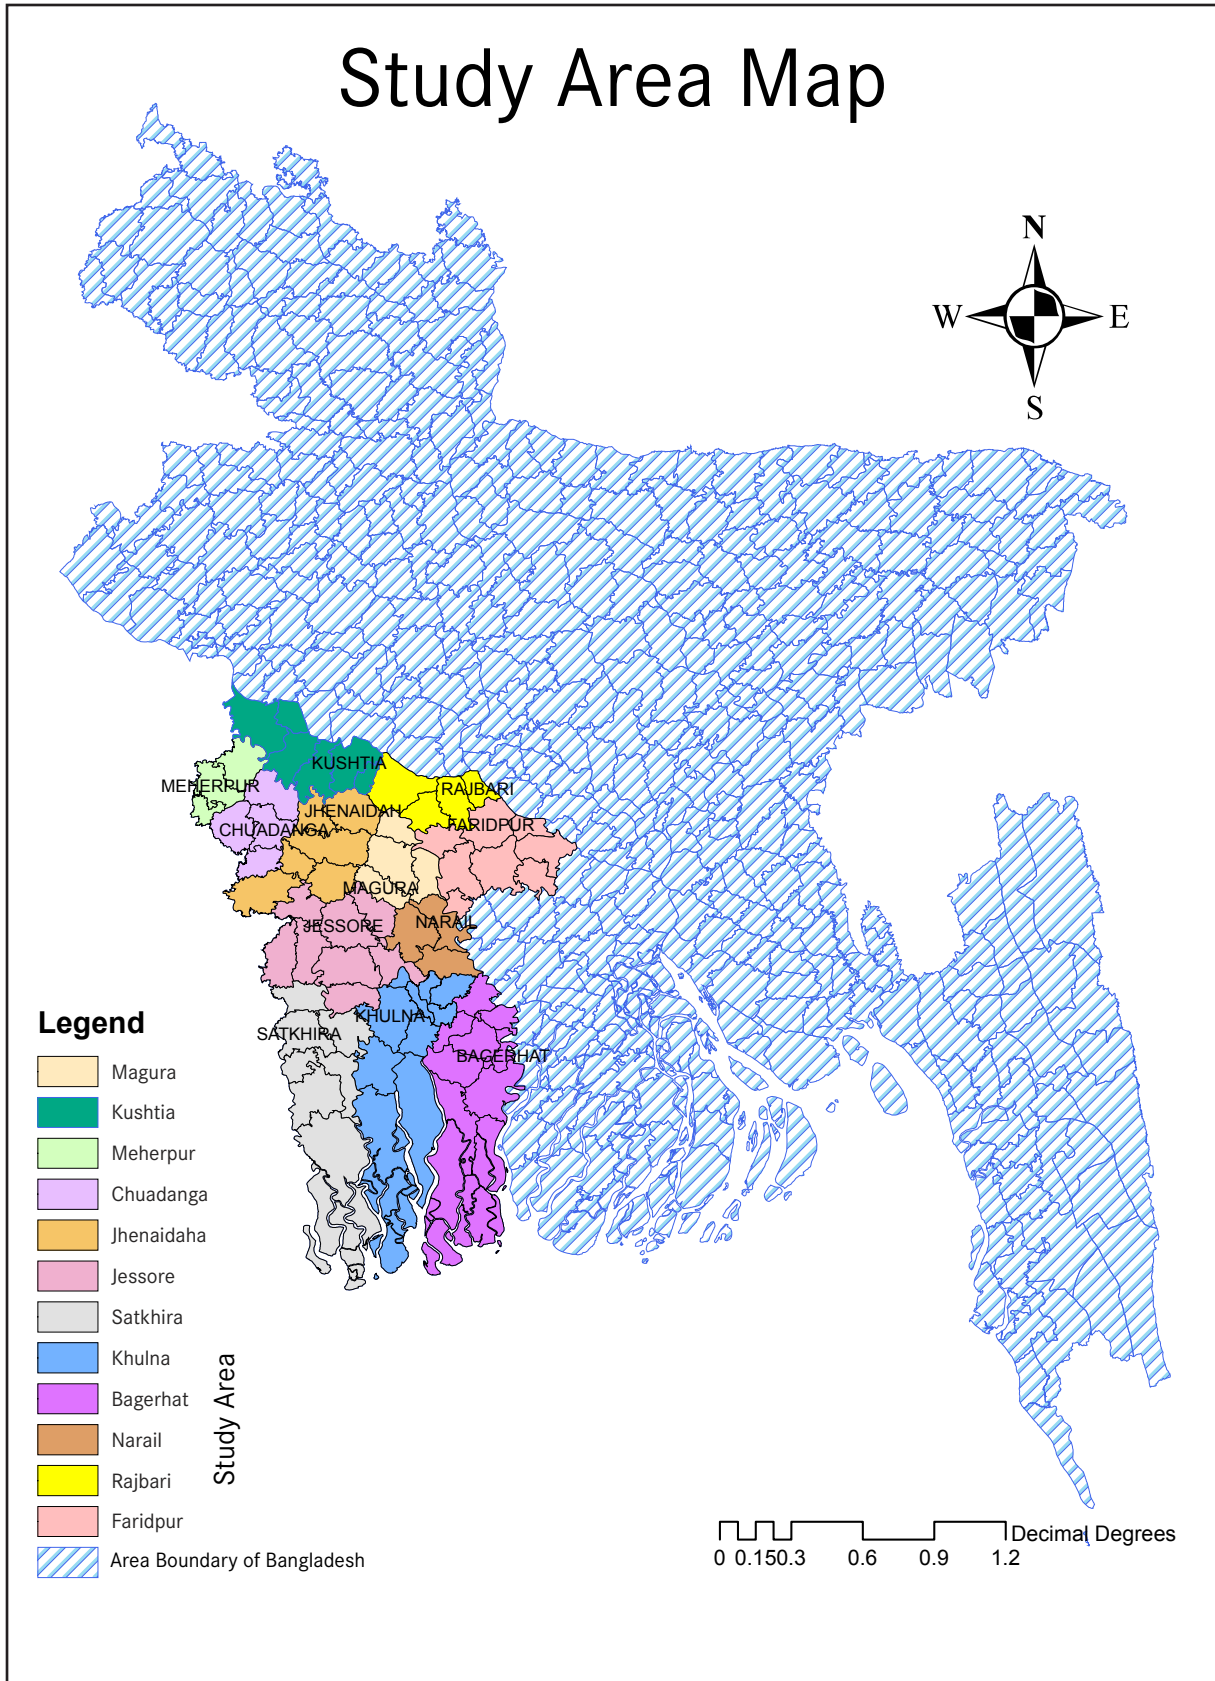 Study Area Map
N
W
E
S
KUSHTIA
MEHERPUR
RAJBARI
JHENAIDAH
FARIDPUR
CHUADANGA
MAGURA
NARAIL
JESSORE
KHULNA
SATKHIRA
BAGERHAT
Legend
Magura
Kushtia
Meherpur
Chuadanga
Jhenaidaha
Jessore
Satkhira
Khulna
Bagerhat
Narail
Rajbari
Faridpur
Area Boundary of Bangladesh
Study Area
Decimal Degrees
0 0.150.3 0.6 0.9 1.2